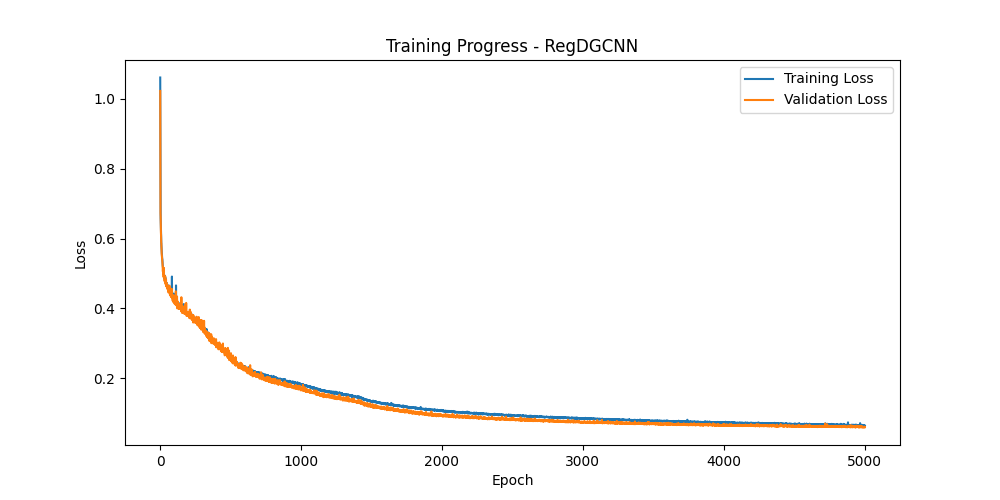 Training Progress - RegDGCNN
Training Loss
Validation Loss
1.0
0.8
0.6
0.4
0.2
Loss
0 1000 2000 3000 4000 5000
Epoch